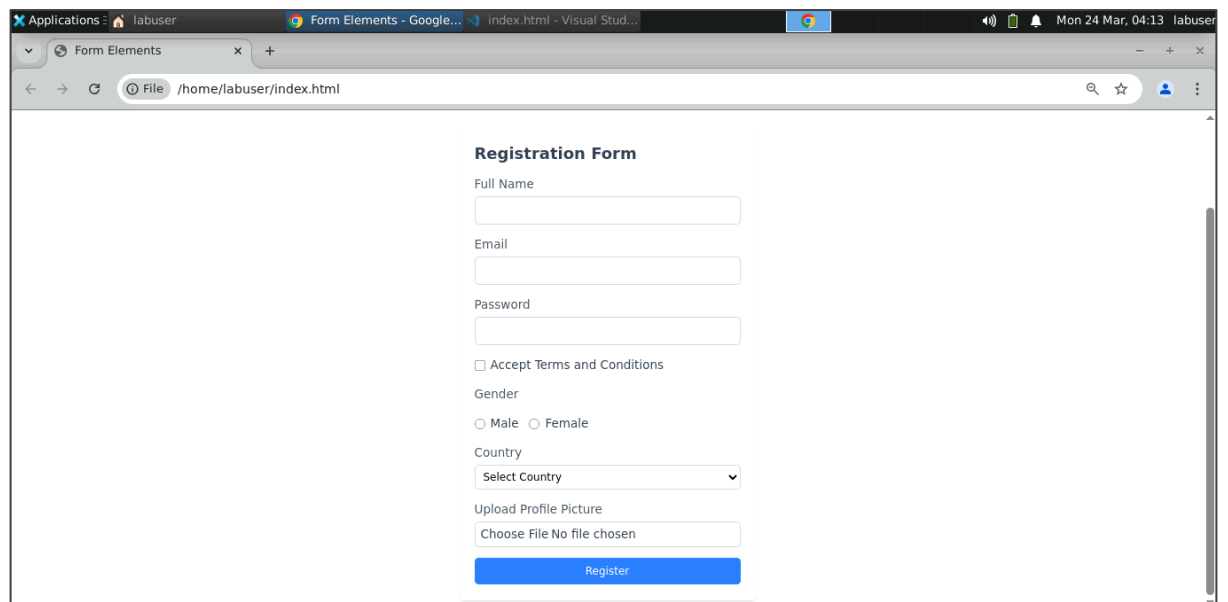 Applications labuser Form Elements - Google... index.html - Visual Stud... Mon 24 Mar, 04:13 labuser
Form Elements
File /home/labuser/index.html
Registration Form
Full Name
Email
Password
Accept Terms and Conditions
Gender
Male Female
Country
Select Country
Upload Profile Picture
Choose File No file chosen
Register